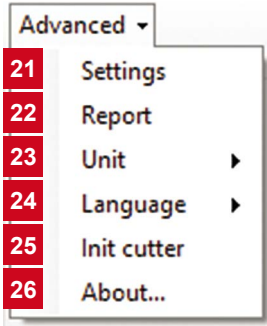 Advanced
21 Settings
22 Report
23 Unit
24 Language
25 Init cutter
26 About...